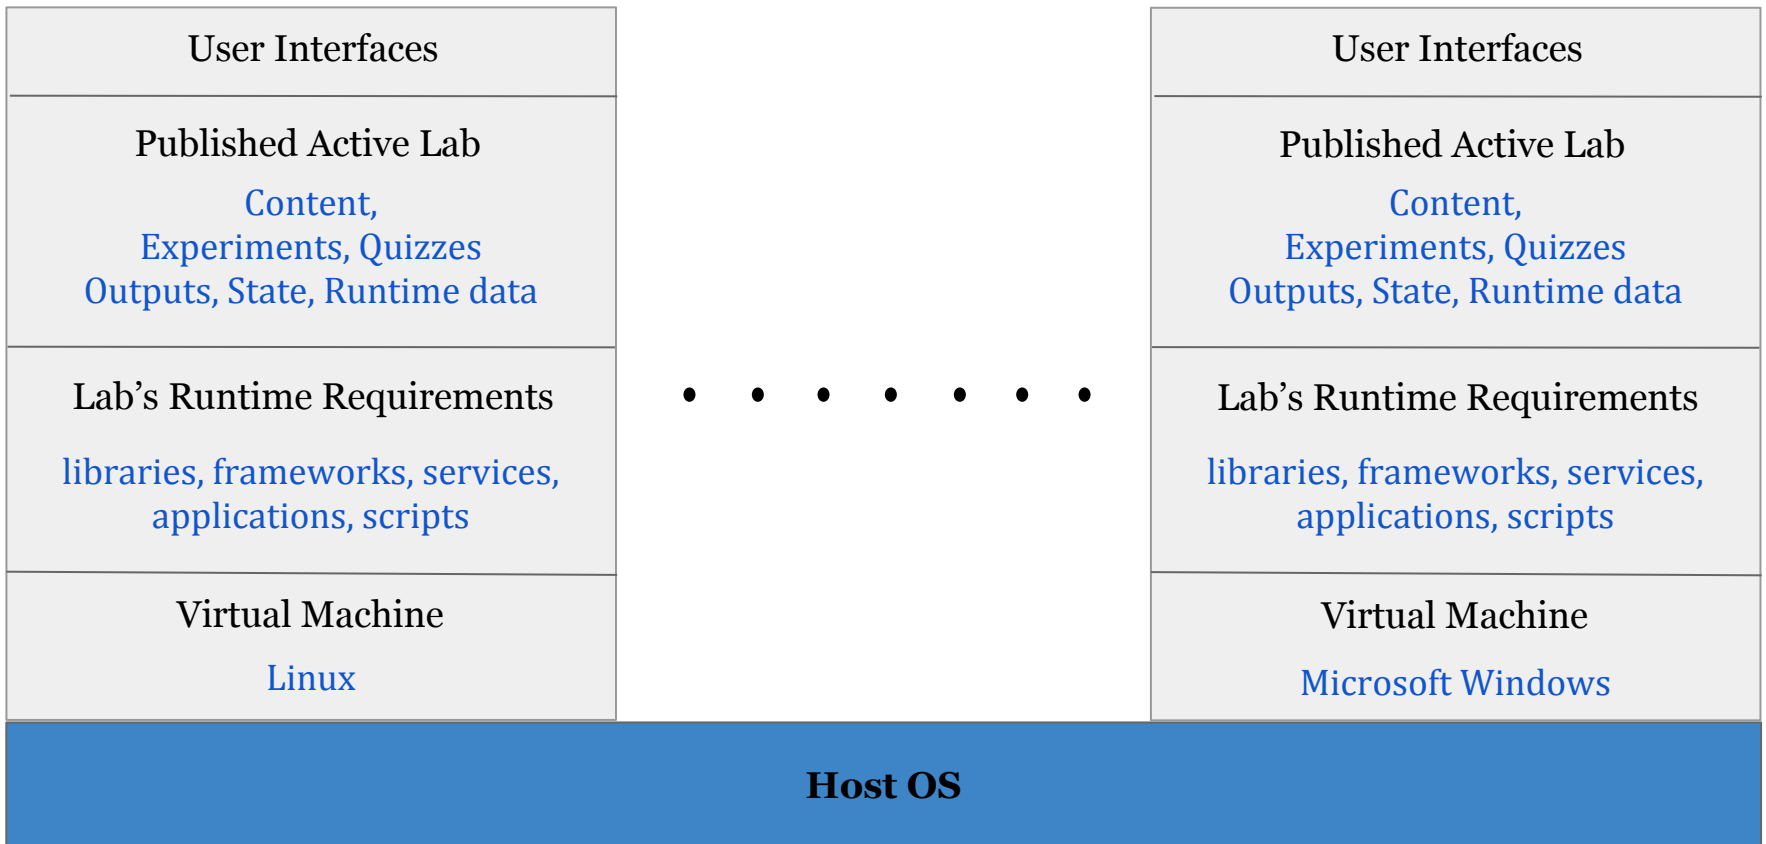 User Interfaces
Published Active Lab
Content,
Experiments, Quizzes
Outputs, State, Runtime data
Lab’s Runtime Requirements
libraries, frameworks, services,
applications, scripts
Virtual Machine
Linux
User Interfaces
Published Active Lab
Content,
Experiments, Quizzes
Outputs, State, Runtime data
Lab’s Runtime Requirements
libraries, frameworks, services,
applications, scripts
Virtual Machine
Microsoft Windows
Host OS